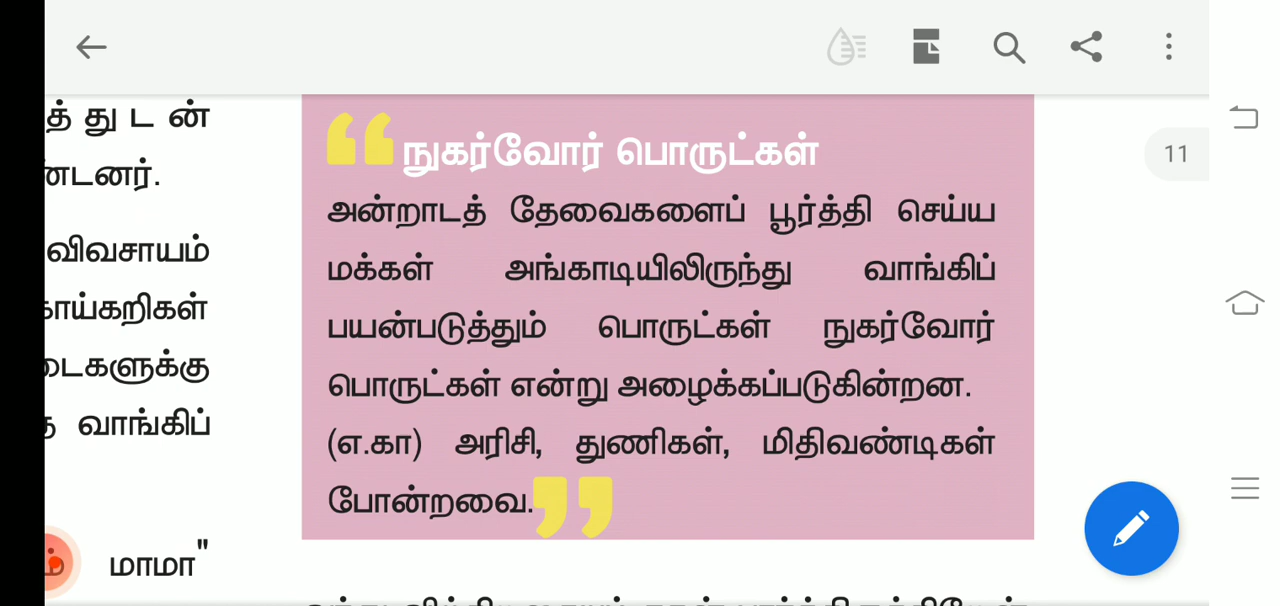 த் து ட ன்
ண்டனர்.
விவசாயம்
காய்கறிகள்
டைகளுக்கு
வாங்கிப்
மாமா"
“நுகர்வோர் பொருட்கள்
அன்றாடத் தேவைகளைப் பூர்த்தி செய்ய
மக்கள் அங்காடியிலிருந்து வாங்கிப்
பயன்படுத்தும் பொருட்கள் நுகர்வோர்
பொருட்கள் என்று அழைக்கப்படுகின்றன.
(எ.கா) அரிசி, துணிகள், மிதிவண்டிகள்
போன்றவை.”
11